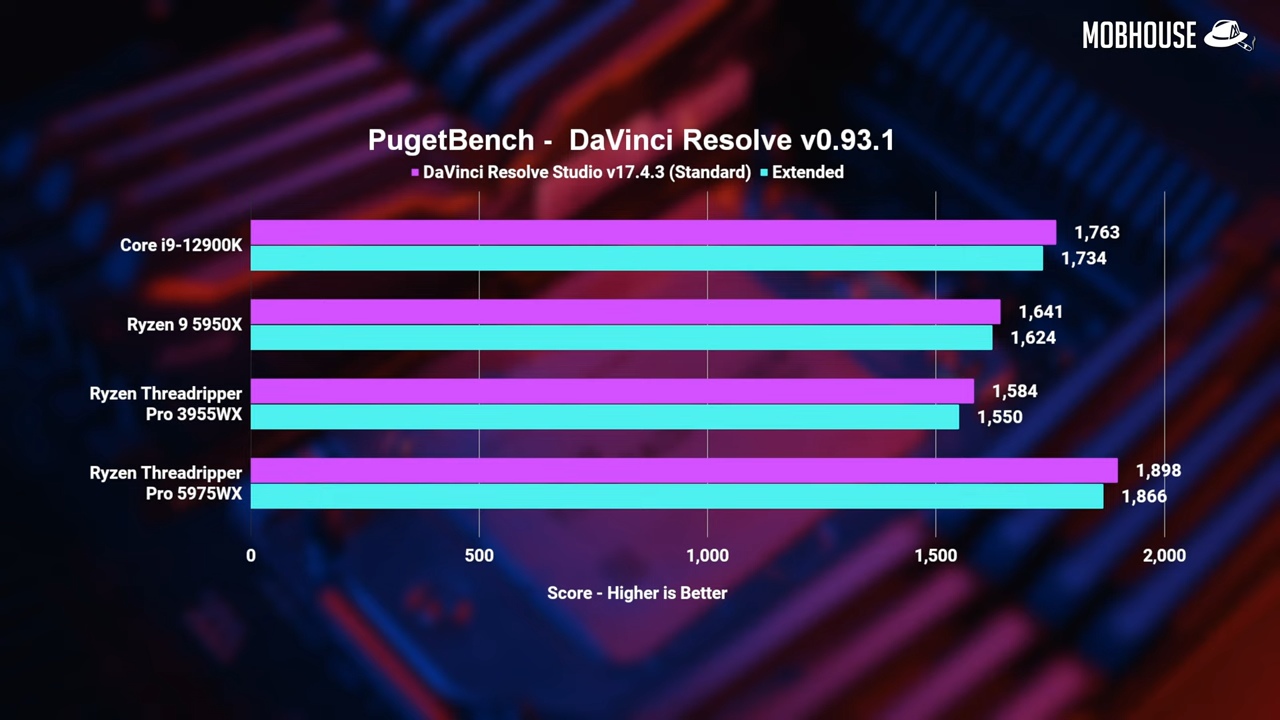 MOBHOUSE
PugetBench - DaVinci Resolve v0.93.1
DaVinci Resolve Studio v17.4.3 (Standard) Extended
Core i9-12900K
1,763
1,734
Ryzen 9 5950X
1,641
1,624
Ryzen Threadripper
Pro 3955WX
1,584
1,550
Ryzen Threadripper
Pro 5975WX
1,898
1,866
0 500 1,000 1,500 2,000
Score - Higher is Better